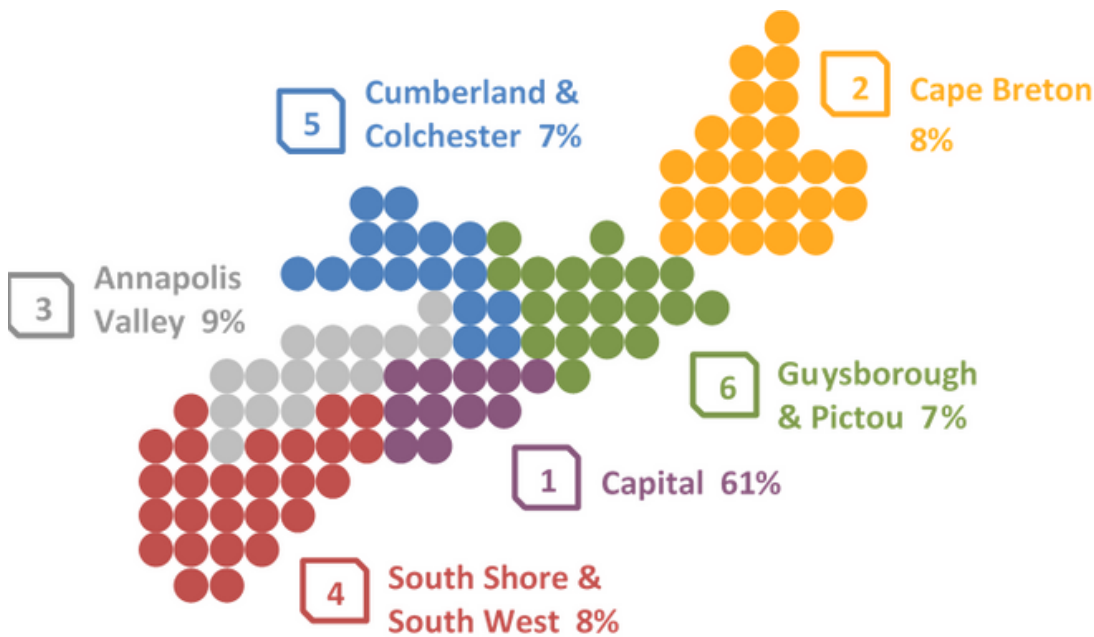 5
Cumberland &
Colchester 7%
2
Cape Breton
8%
3
Annapolis
Valley 9%
6
Guysborough
& Pictou 7%
1
Capital 61%
4
South Shore &
South West 8%